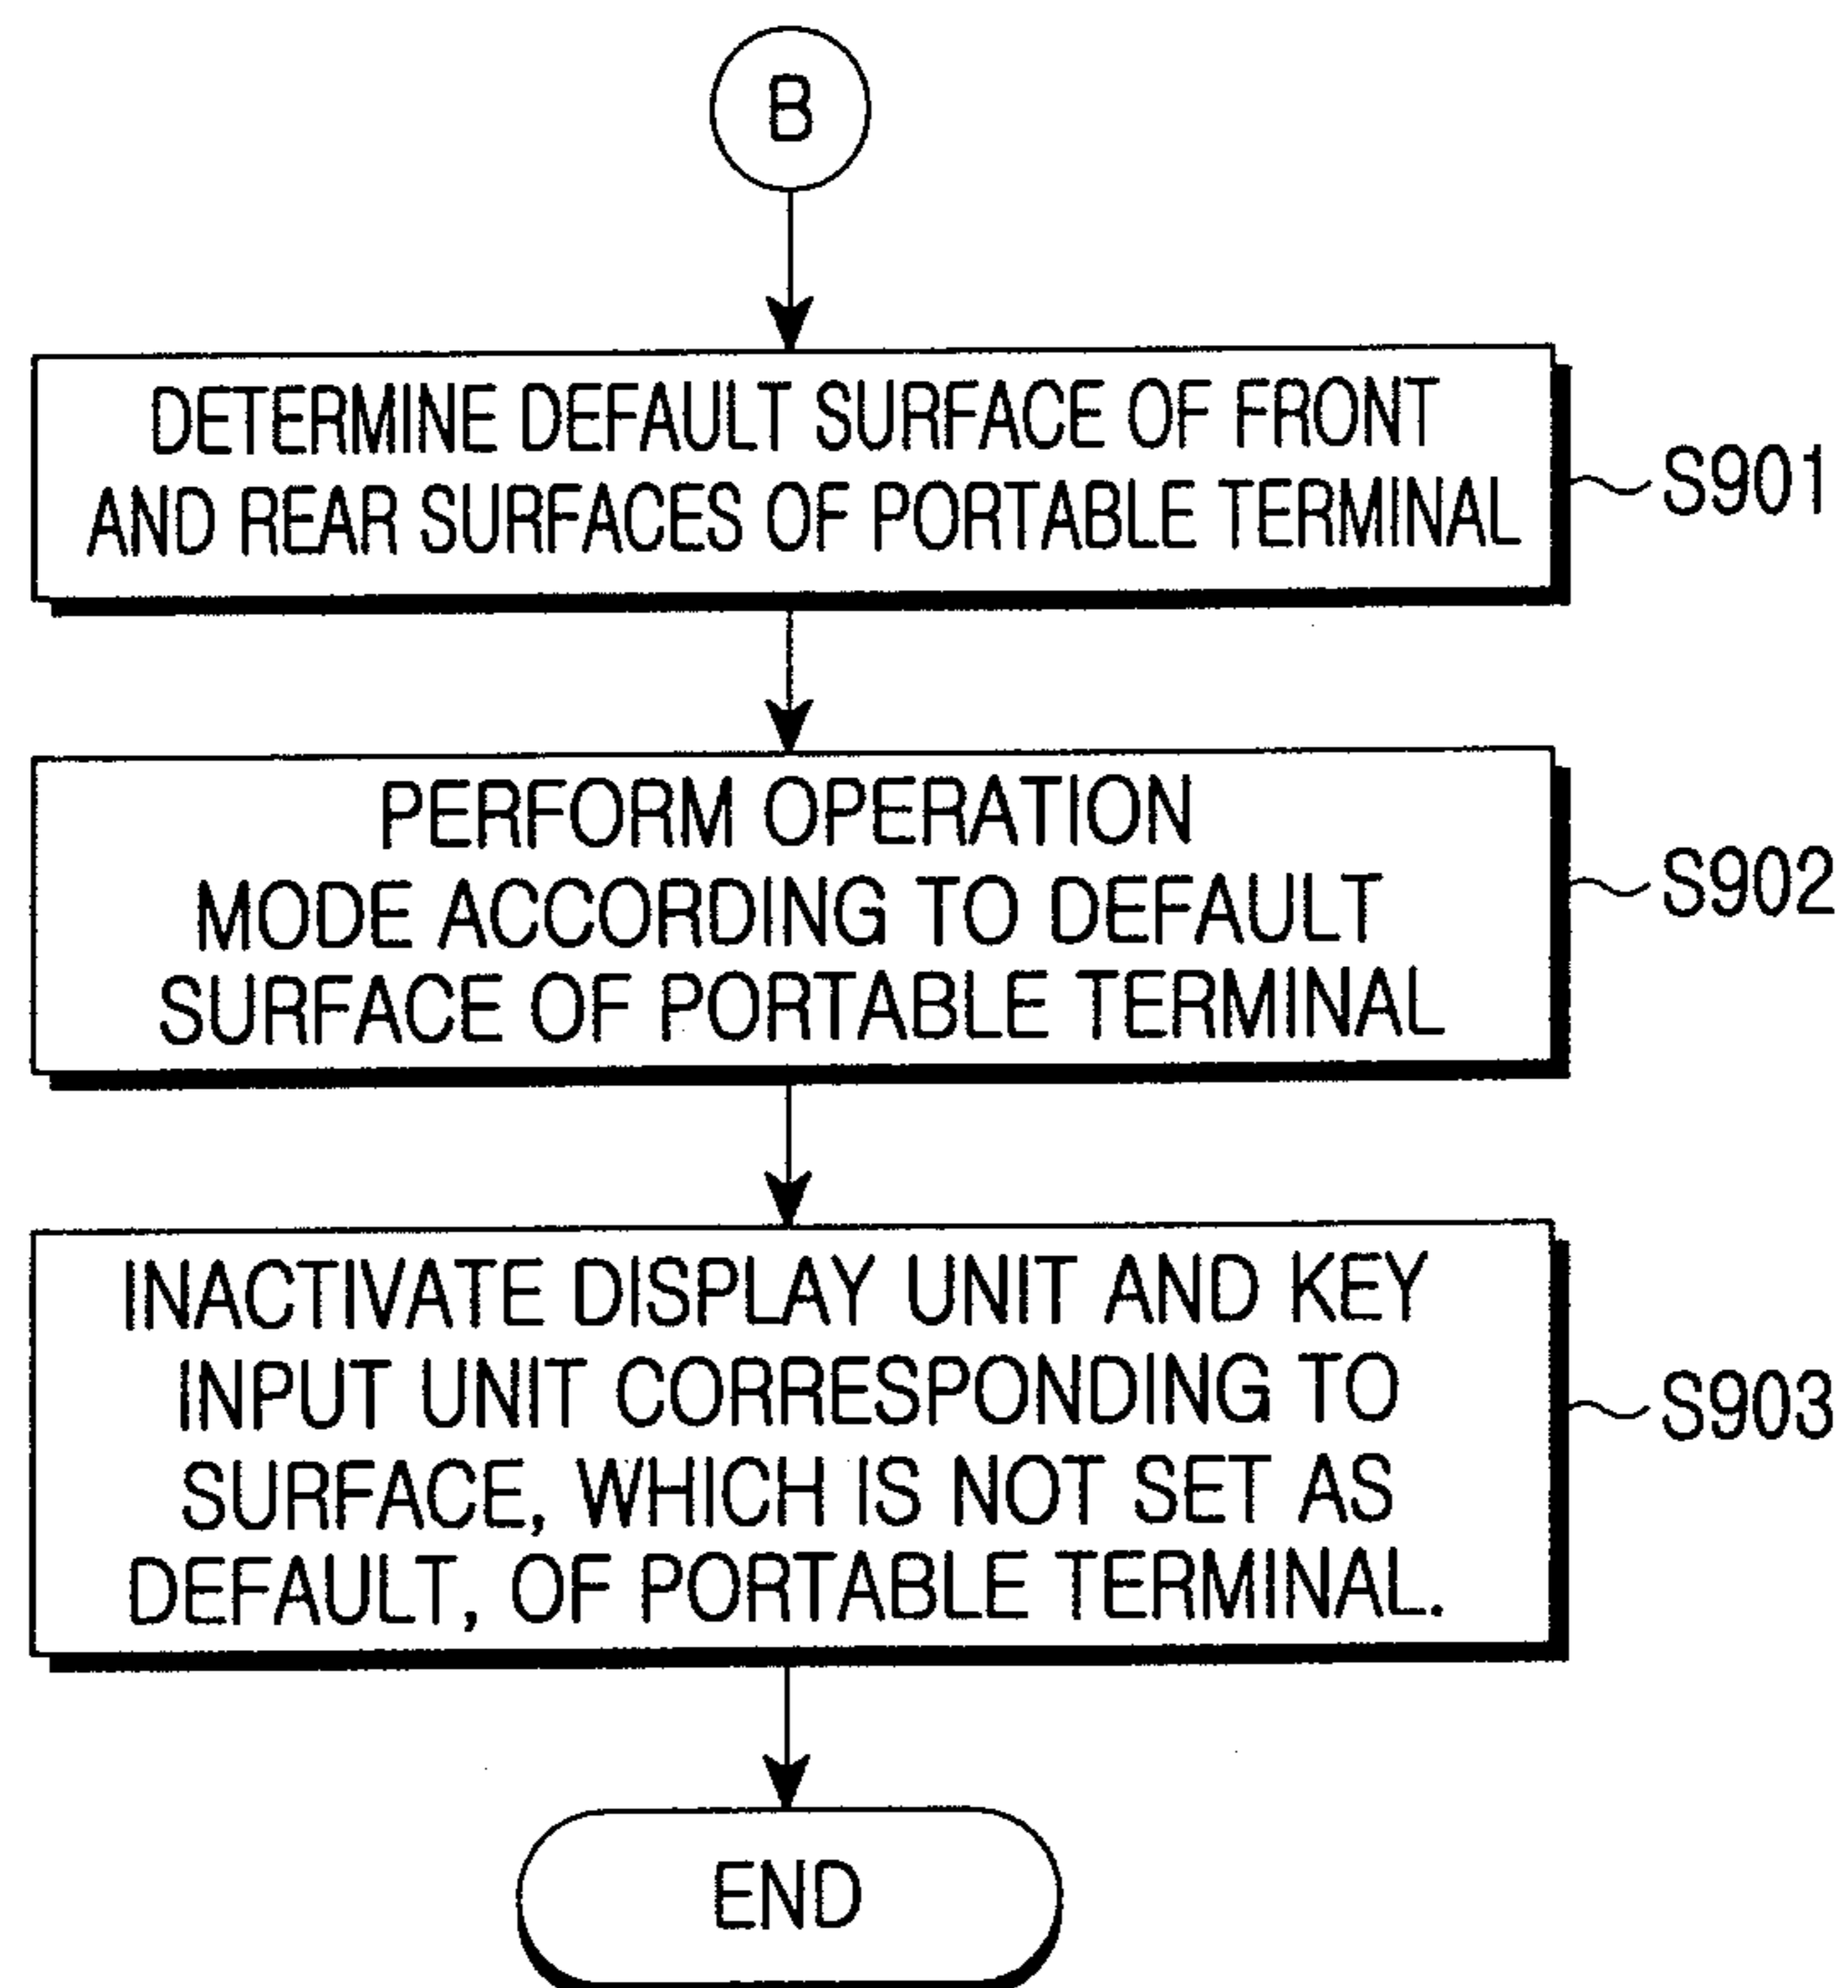 B
DETERMINE DEFAULT SURFACE OF FRONT
AND REAR SURFACES OF PORTABLE TERMINAL
S901
PERFORM OPERATION
MODE ACCORDING TO DEFAULT
SURFACE OF PORTABLE TERMINAL
S902
INACTIVATE DISPLAY UNIT AND KEY
INPUT UNIT CORRESPONDING TO
SURFACE, WHICH IS NOT SET AS
DEFAULT, OF PORTABLE TERMINAL.
S903
END